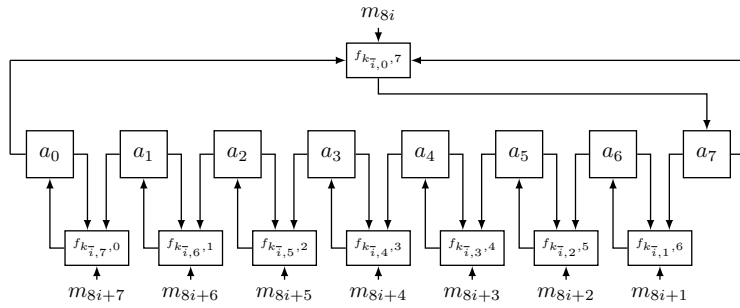 m_{8i}
f_{k_{\overline{i},0},7}
a_0 a_1 a_2 a_3 a_4 a_5 a_6 a_7
f_{k_{\overline{i},7},0} f_{k_{\overline{i},6},1} f_{k_{\overline{i},5},2} f_{k_{\overline{i},4},3} f_{k_{\overline{i},3},4} f_{k_{\overline{i},2},5} f_{k_{\overline{i},1},6}
m_{8i+7} m_{8i+6} m_{8i+5} m_{8i+4} m_{8i+3} m_{8i+2} m_{8i+1}